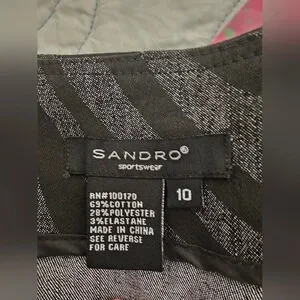 SANDRO®
sportswear
10
RN#100170
69%COTTON
28%POLYESTER
3%ELASTANE
MADE IN CHINA
SEE REVERSE
FOR CARE